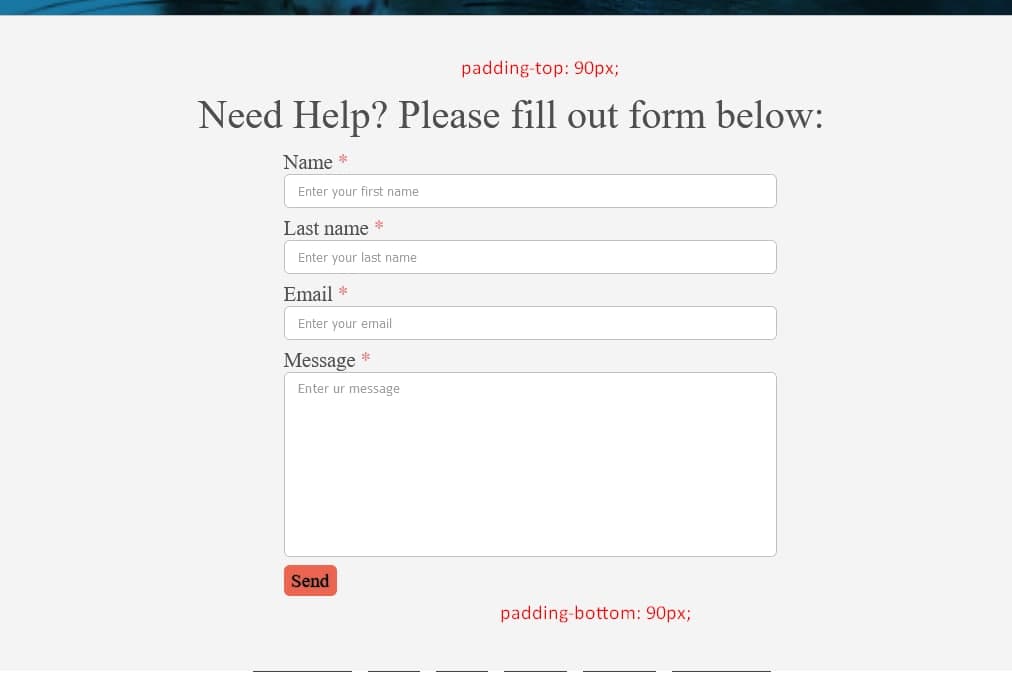 padding-top: 90px;
Need Help? Please fill out form below:
Name *
Enter your first name
Last name *
Enter your last name
Email *
Enter your email
Message *
Enter ur message
Send
padding-bottom: 90px;